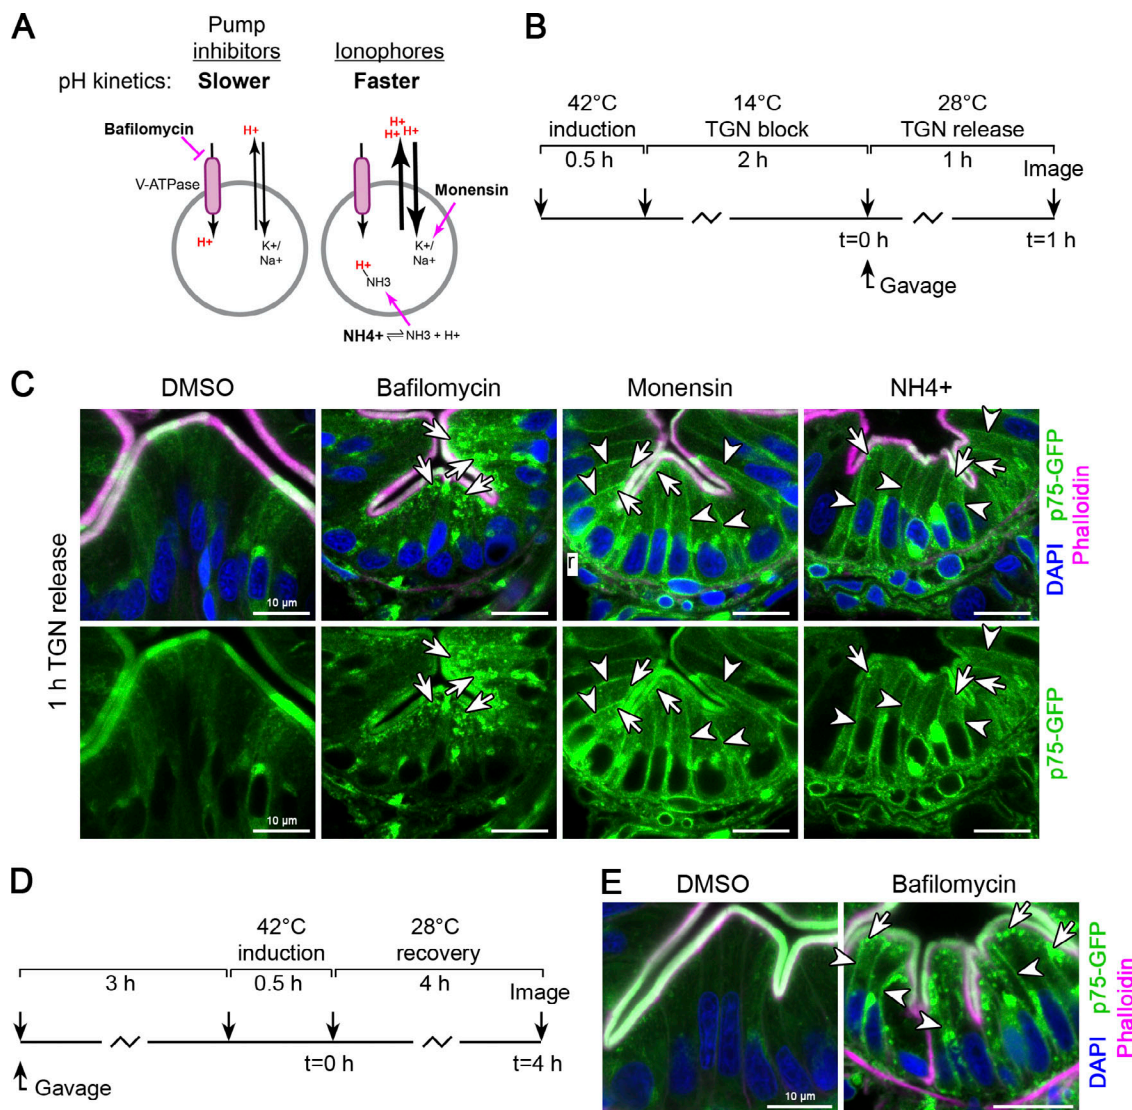 A
Pump
inhibitors
Ionophores
pH kinetics: Slower
Faster
Bafilomycin
V-ATPase
H+
H+
K+/
Na+
H+
H+
H+
H+
Monensin
K+/
Na+
H+
NH3
NH4+ ⇌ NH3 + H+
B
42°C
induction
14°C
TGN block
28°C
TGN release
0.5 h
2 h
1 h
Image
t=0 h
t=1 h
Gavage
C
DMSO
Bafilomycin
Monensin
NH4+
1 h TGN release
10 µm
r
DAPI p75-GFP
Phalloidin
10 µm
p75-GFP
D
42°C
induction
28°C
recovery
3 h
0.5 h
4 h
Image
t=0 h
t=4 h
Gavage
E
DMSO
Bafilomycin
10 µm
DAPI p75-GFP
Phalloidin